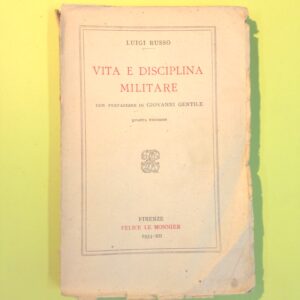 LUIGI RUSSO
VITA E DISCIPLINA
MILITARE
CON PREFAZIONE DI GIOVANNI GENTILE
QUARTA EDIZIONE
FIRENZE
FELICE LE MONNIER